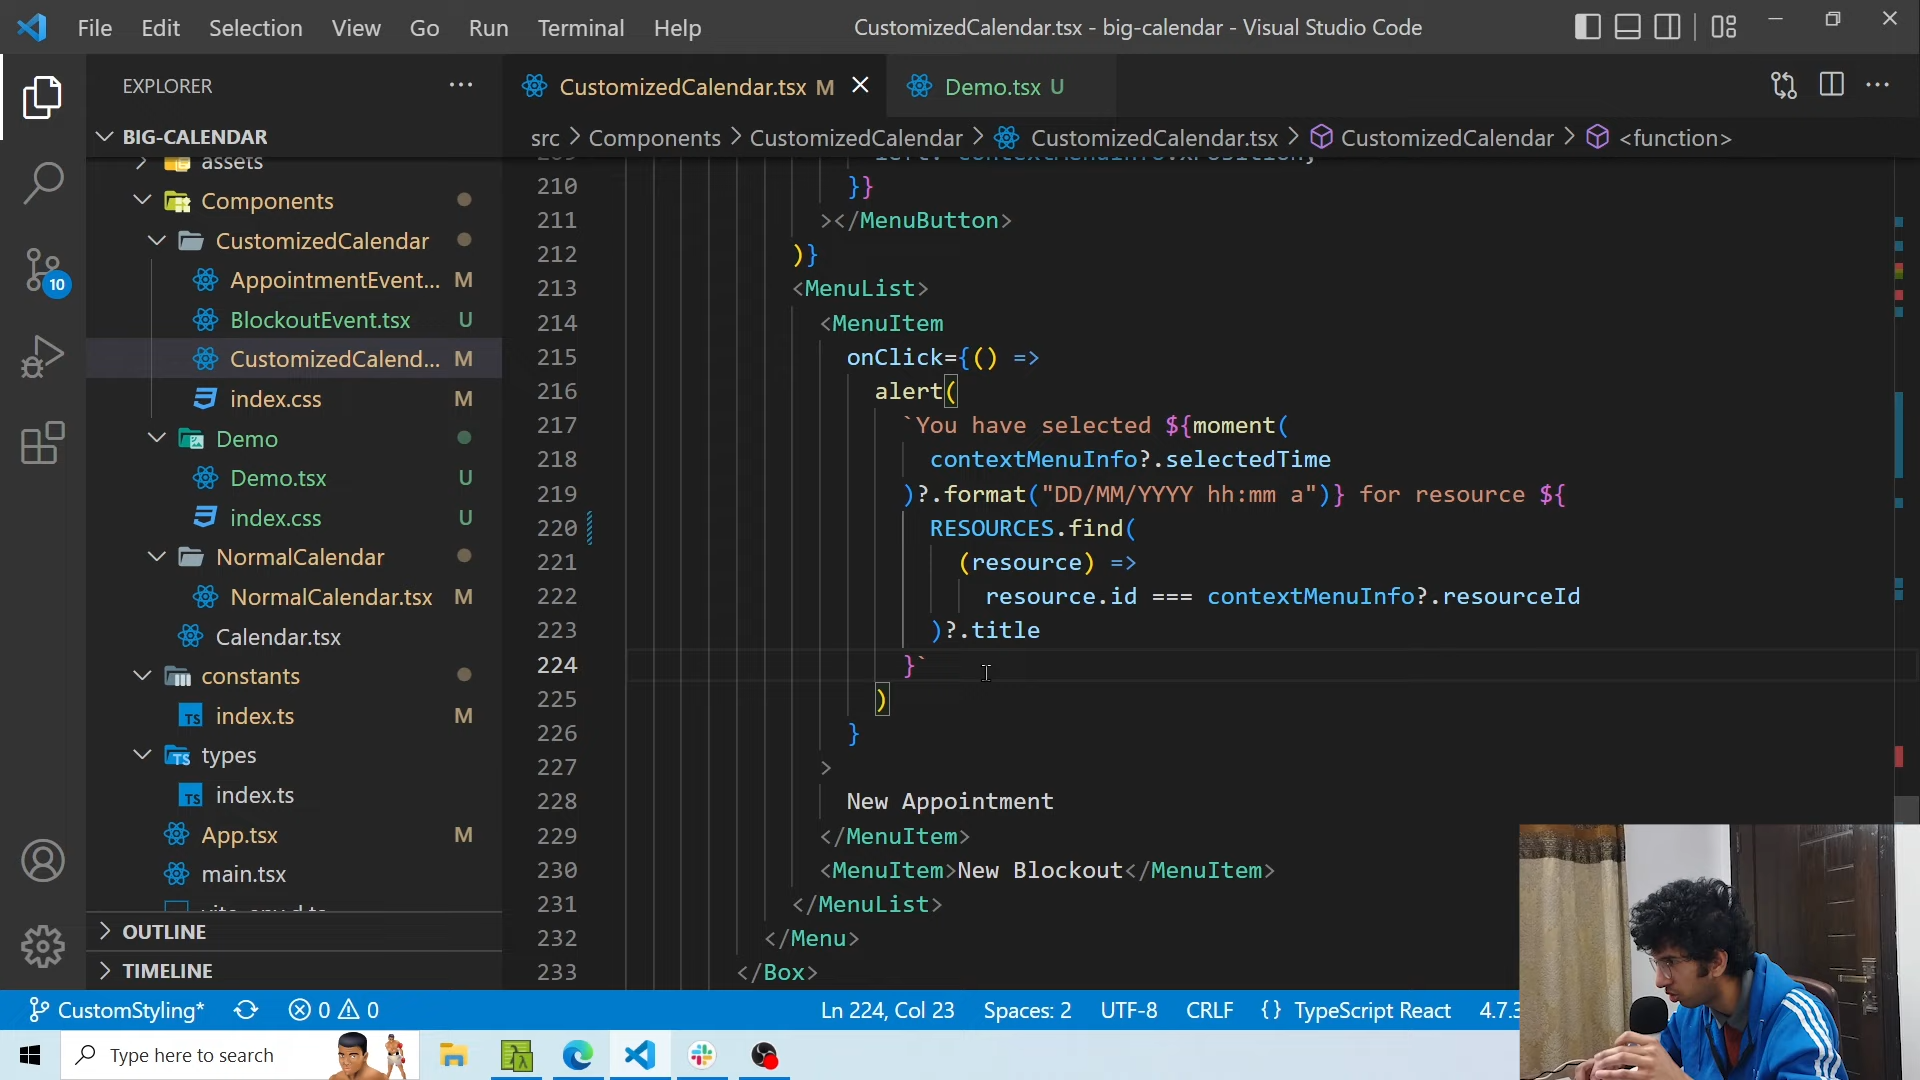 File Edit Selection View Go Run Terminal Help
CustomizedCalendar.tsx - big-calendar - Visual Studio Code
EXPLORER
BIG-CALENDAR
assets
Components
CustomizedCalendar
AppointmentEvent... M
BlockoutEvent.tsx U
CustomizedCalend... M
index.css M
Demo
Demo.tsx U
index.css U
NormalCalendar
NormalCalendar.tsx M
Calendar.tsx
constants
TS index.ts M
types
TS index.ts
App.tsx M
main.tsx
OUTLINE
TIMELINE
10
CustomizedCalendar.tsx M
Demo.tsx U
src > Components > CustomizedCalendar > CustomizedCalendar.tsx > CustomizedCalendar > <function>
210 }}
211 ></MenuButton>
212 )}
213 <MenuList>
214 <MenuItem
215 onClick={() =>
216 alert(
217 `You have selected ${moment(
218 contextMenuInfo?.selectedTime
219 )?.format("DD/MM/YYYY hh:mm a")} for resource ${
220 RESOURCES.find(
221 (resource) =>
222 resource.id === contextMenuInfo?.resourceId
223 )?.title
224 }`
225 )
226 }
227 >
228 New Appointment
229 </MenuItem>
230 <MenuItem>New Blockout</MenuItem>
231 </MenuList>
232 </Menu>
233 </Box>
CustomStyling* 0 0 Ln 224, Col 23 Spaces: 2 UTF-8 CRLF {} TypeScript React
Type here to search